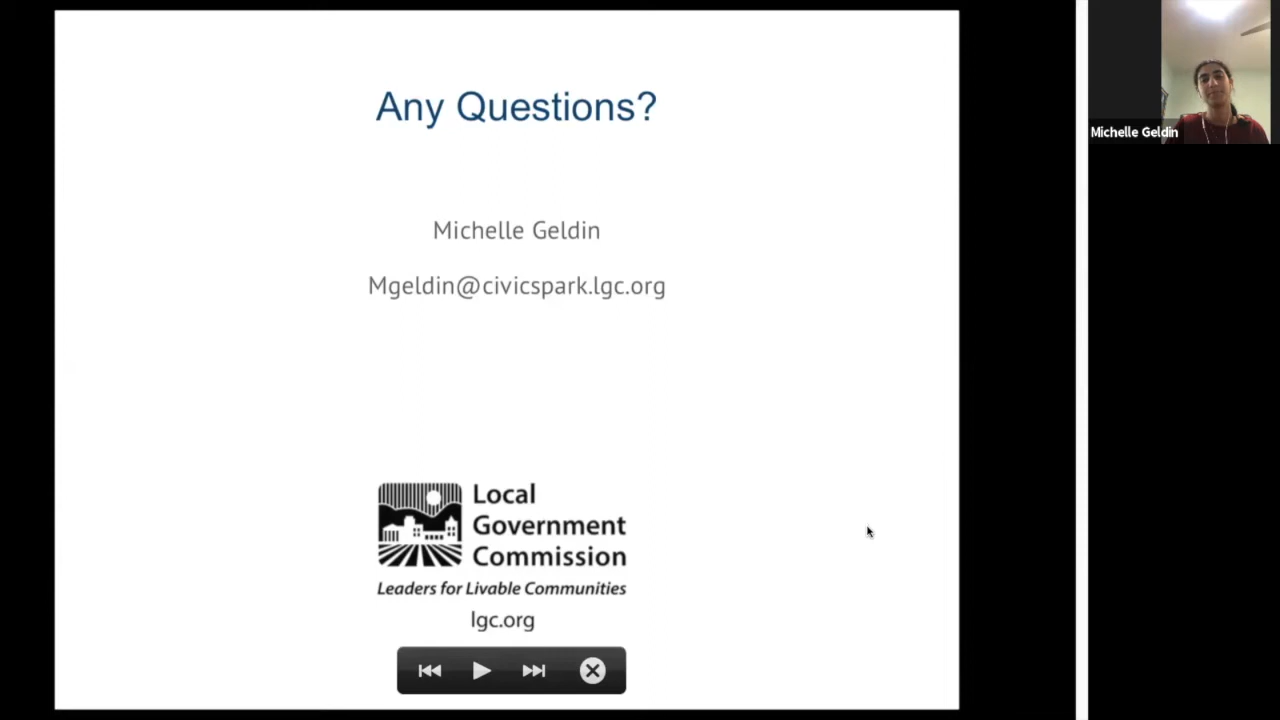 Any Questions?
Michelle Geldin
Mgeldin@civicspark.lgc.org
Local
Government
Commission
Leaders for Livable Communities
lgc.org
Michelle Geldin